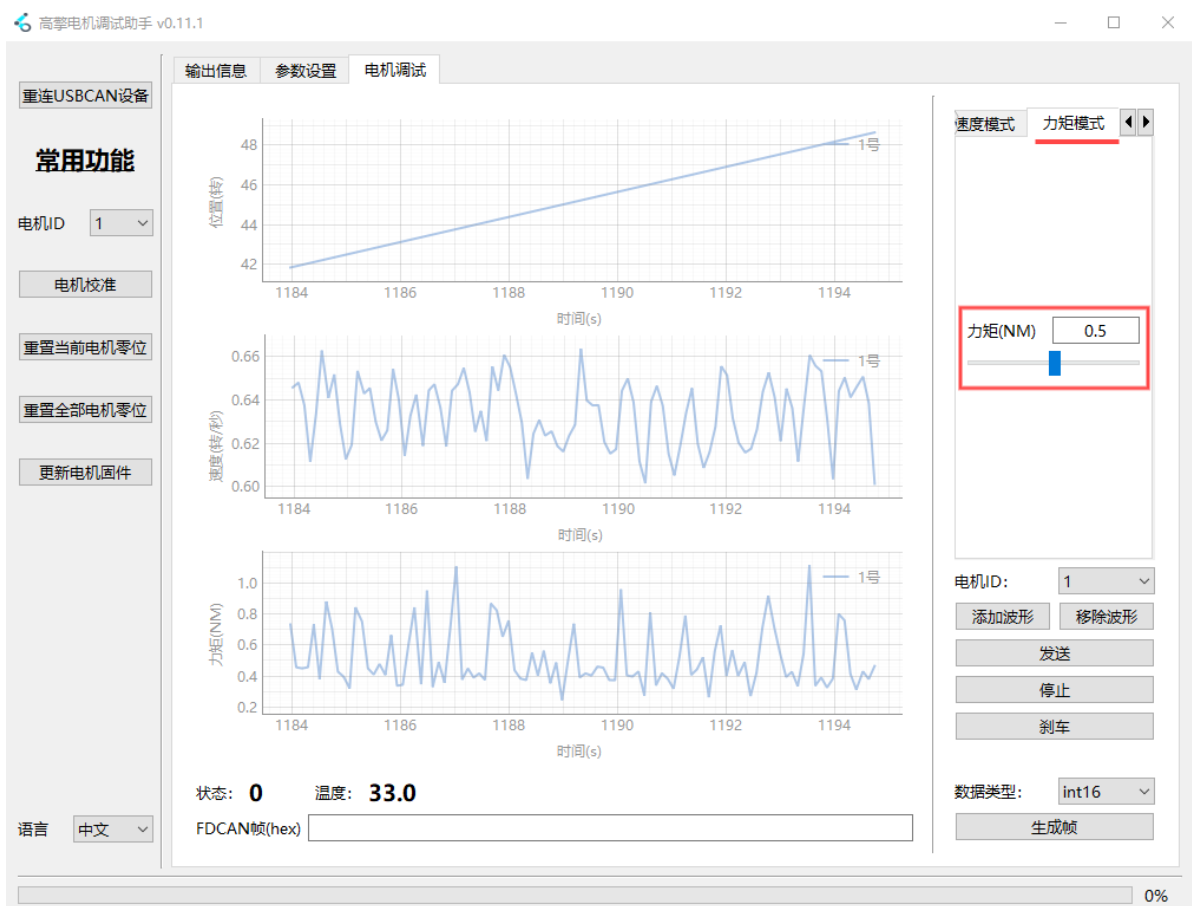 高擎电机调试助手 v0.11.1
重连USBCAN设备
常用功能
电机ID 1
电机校准
重置当前电机零位
重置全部电机零位
更新电机固件
语言 中文
输出信息 参数设置 电机调试
位置(转)
48
46
44
42
1号
1184 1186 1188 1190 1192 1194
时间(s)
速度(转/秒)
0.66
0.64
0.62
0.60
1号
1184 1186 1188 1190 1192 1194
时间(s)
力矩(NM)
1.0
0.8
0.6
0.4
0.2
1号
1184 1186 1188 1190 1192 1194
时间(s)
状态: 0 温度: 33.0
FDCAN帧(hex)
速度模式 力矩模式
力矩(NM) 0.5
电机ID: 1
添加波形 移除波形
发送
停止
刹车
数据类型: int16
生成帧
0%